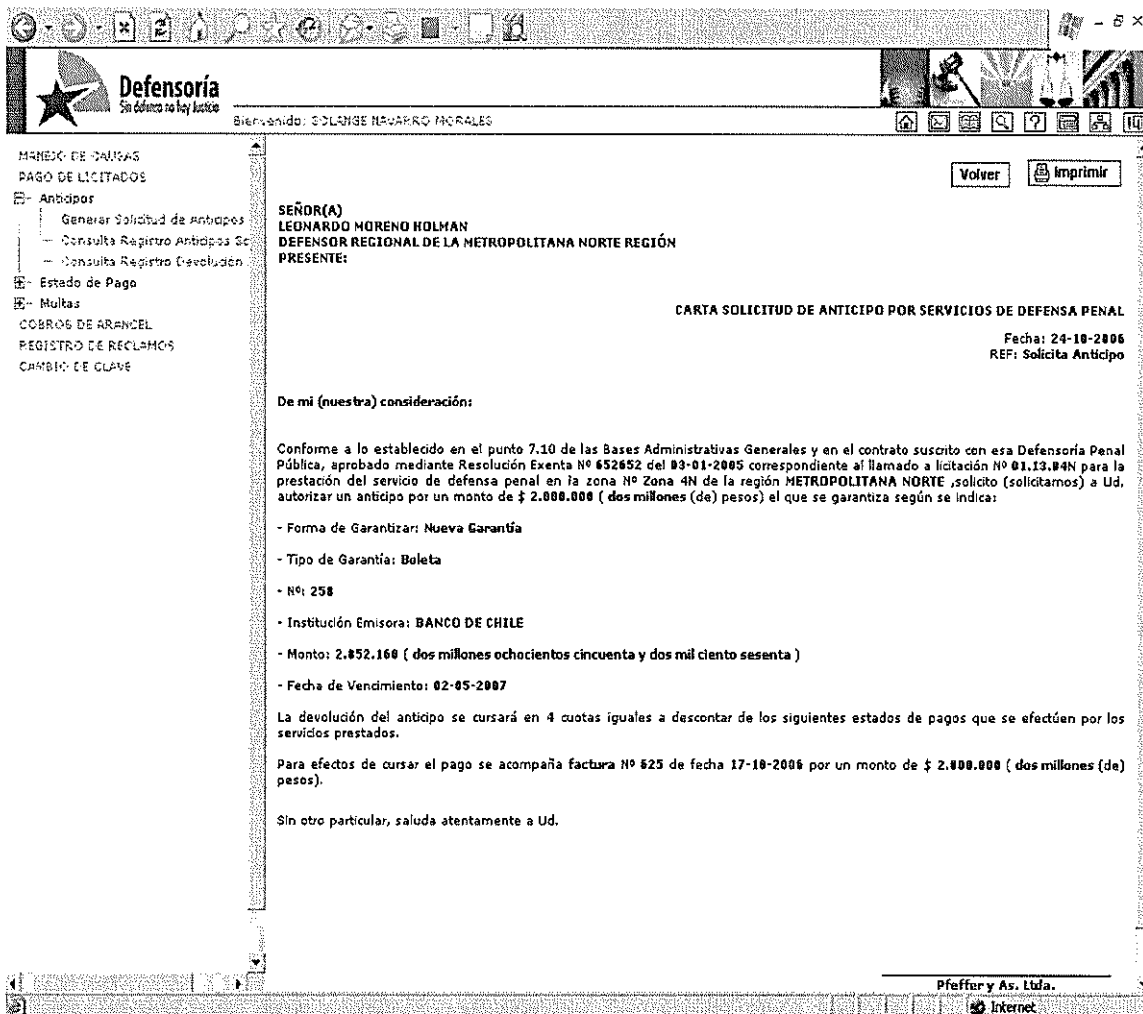 Defensoría
Sin defensa no hay Justicia
Bienvenido: SOLANGE NAVARRO MORALES
MANEJO DE CAUSAS
PAGO DE LICITADOS
Anticipos
Generar Solicitud de Anticipos
Consulta Registro Anticipos Sc
Consulta Registro Devolución
Estado de Pago
Multas
COBROS DE ARANCEL
REGISTRO DE RECLAMOS
CAMBIO DE CLAVE
Volver
Imprimir
SEÑOR(A)
LEONARDO MORENO HOLMAN
DEFENSOR REGIONAL DE LA METROPOLITANA NORTE REGIÓN
PRESENTE:
CARTA SOLICITUD DE ANTICIPO POR SERVICIOS DE DEFENSA PENAL
Fecha: 24-10-2006
REF: Solicita Anticipo
De mi (nuestra) consideración:
Conforme a lo establecido en el punto 7.10 de las Bases Administrativas Generales y en el contrato suscrito con esa Defensoría Penal
Pública, aprobado mediante Resolución Exenta Nº 652652 del 03-01-2005 correspondiente al llamado a licitación Nº 01.13.04N para la
prestación del servicio de defensa penal en la zona Nº Zona 4N de la región METROPOLITANA NORTE ,solicito (solicitamos) a Ud.
autorizar un anticipo por un monto de $ 2.000.000 ( dos millones (de) pesos) el que se garantiza según se indica:
- Forma de Garantizar: Nueva Garantía
- Tipo de Garantía: Boleta
- Nº: 258
- Institución Emisora: BANCO DE CHILE
- Monto: 2.852.160 ( dos millones ochocientos cincuenta y dos mil ciento sesenta )
- Fecha de Vencimiento: 02-05-2007
La devolución del anticipo se cursará en 4 cuotas iguales a descontar de los siguientes estados de pagos que se efectúen por los
servicios prestados.
Para efectos de cursar el pago se acompaña factura Nº 625 de fecha 17-10-2006 por un monto de $ 2.000.000 ( dos millones (de)
pesos).
Sin otro particular, saluda atentamente a Ud.
Pfeffer y As. Ltda.
Internet